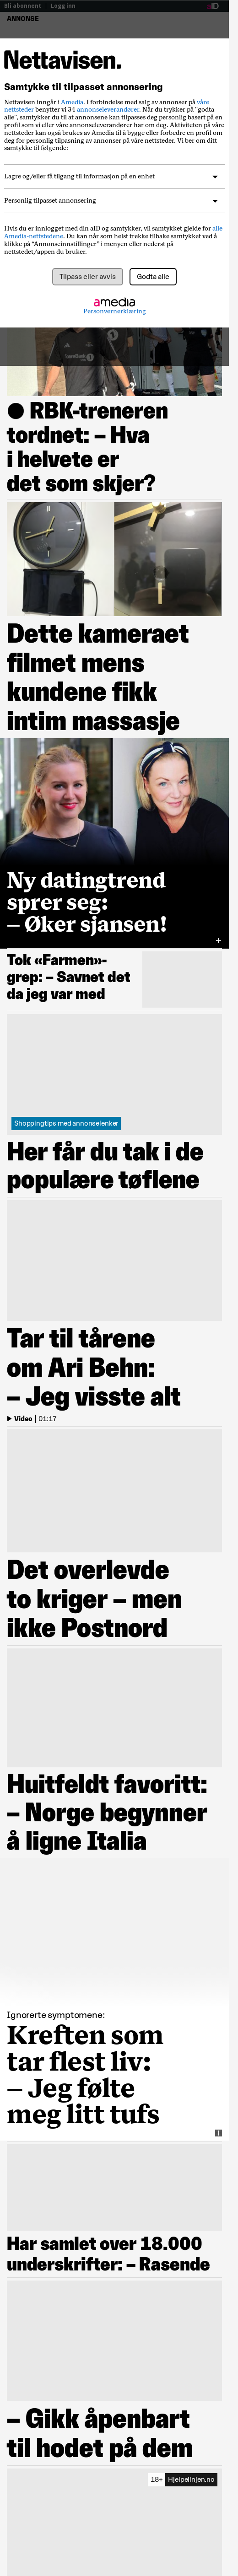 Bli abonnent | Logg inn
aID
ANNONSE
Nettavisen.
Samtykke til tilpasset annonsering
Nettavisen inngår i Amedia. I forbindelse med salg av annonser på våre
nettsteder benytter vi 34 annonseleverandører. Når du trykker på "godta
alle", samtykker du til at annonsene kan tilpasses deg personlig basert på en
profil utarbeidet fra personopplysninger om deg. Aktiviteten din på våre
nettsteder kan også brukes av Amedia til å bygge eller forbedre en profil om
deg for personlig tilpasning av annonser på våre nettsteder. Vi ber om ditt
samtykke til følgende:
Lagre og/eller få tilgang til informasjon på en enhet
Personlig tilpasset annonsering
Hvis du er innlogget med din aID og samtykker, vil samtykket gjelde for alle
Amedia-nettstedene. Du kan når som helst trekke tilbake samtykket ved å
klikke på "Annonseinnstillinger" i menyen eller nederst på
nettstedet/appen du bruker.
Tilpass eller avvis
Godta alle
amedia
Personvernerklæring
● RBK-treneren
tordnet: – Hva
i helvete er
det som skjer?
Dette kameraet
filmet mens
kundene fikk
intim massasje
Ny datingtrend
sprer seg:
– Øker sjansen!
Tok «Farmen»-
grep: – Savnet det
da jeg var med
Shoppingtips med annonselenker
Her får du tak i de
populære tøflene
Tar til tårene
om Ari Behn:
– Jeg visste alt
Video | 01:17
Det overlevde
to kriger – men
ikke Postnord
Huitfeldt favoritt:
– Norge begynner
å ligne Italia
Ignorerte symptomene:
Kreften som
tar flest liv:
– Jeg følte
meg litt tufs
Har samlet over 18.000
underskrifter: – Rasende
– Gikk åpenbart
til hodet på dem
18+ Hjelpelinjen.no